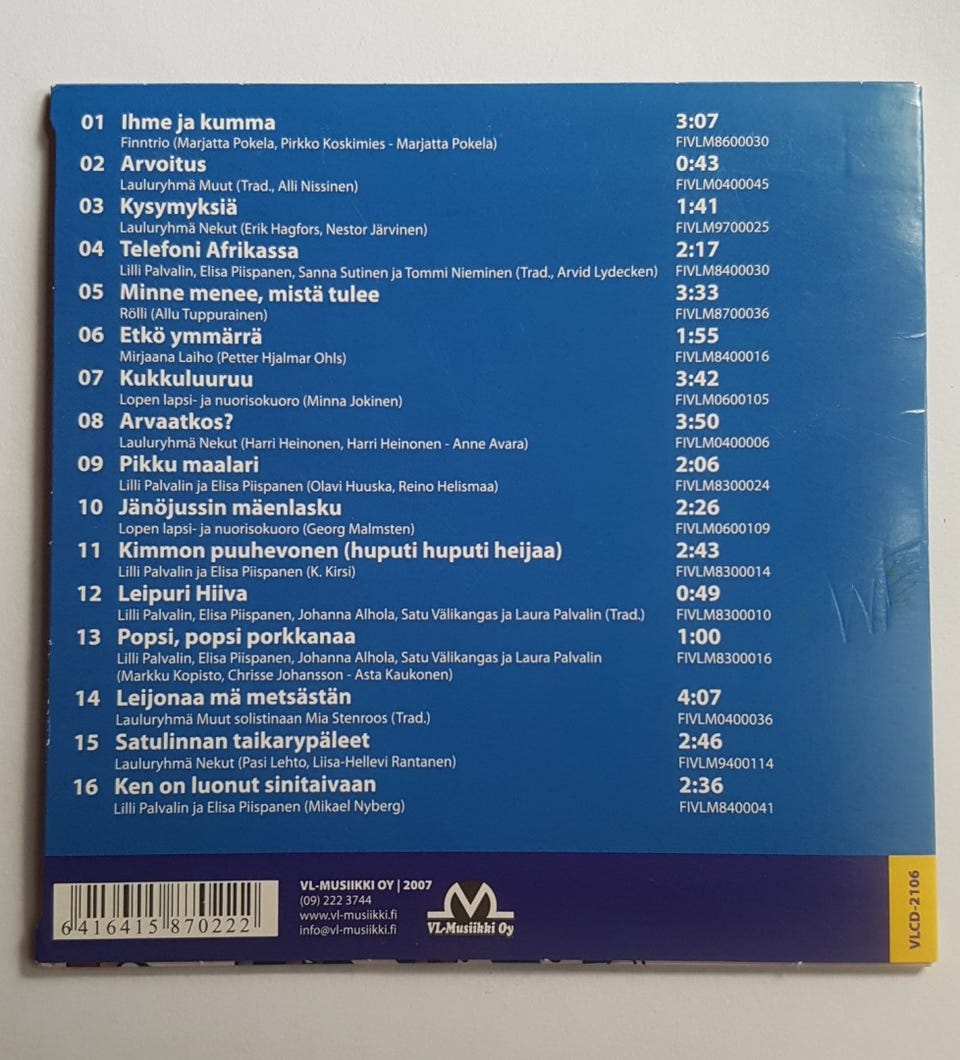 01 Ihme ja kumma 3:07
Finntrio (Marjatta Pokela, Pirkko Koskimies - Marjatta Pokela) FIVLM8600030
02 Arvoitus 0:43
Lauluryhmä Muut (Trad., Alli Nissinen) FIVLM0400045
03 Kysymyksiä 1:41
Lauluryhmä Nekut (Erik Hagfors, Nestor Järvinen) FIVLM9700025
04 Telefoni Afrikassa 2:17
Lilli Palvalin, Elisa Piispanen, Sanna Sutinen ja Tommi Nieminen (Trad., Arvid Lydecken) FIVLM8400030
05 Minne menee, mistä tulee 3:33
Rölli (Allu Tuppurainen) FIVLM8700036
06 Etkö ymmärrä 1:55
Mirjaana Laiho (Petter Hjalmar Ohls) FIVLM8400016
07 Kukkuluuruu 3:42
Lopen lapsi- ja nuorisokuoro (Minna Jokinen) FIVLM0600105
08 Arvaatkos? 3:50
Lauluryhmä Nekut (Harri Heinonen, Harri Heinonen - Anne Avara) FIVLM0400006
09 Pikku maalari 2:06
Lilli Palvalin ja Elisa Piispanen (Olavi Huuska, Reino Helismaa) FIVLM8300024
10 Jänöjussin mäenlasku 2:26
Lopen lapsi- ja nuorisokuoro (Georg Malmsten) FIVLM0600109
11 Kimmon puuhevonen (huputi huputi heijaa) 2:43
Lilli Palvalin ja Elisa Piispanen (K. Kirsi) FIVLM8300014
12 Leipuri Hiiva 0:49
Lilli Palvalin, Elisa Piispanen, Johanna Alhola, Satu Välikangas ja Laura Palvalin (Trad.) FIVLM8300010
13 Popsi, popsi porkkanaa 1:00
Lilli Palvalin, Elisa Piispanen, Johanna Alhola, Satu Välikangas ja Laura Palvalin FIVLM8300016
(Markku Kopisto, Chrisse Johansson - Asta Kaukonen)
14 Leijonaa mä metsästän 4:07
Lauluryhmä Muut solistinaan Mia Stenroos (Trad.) FIVLM0400036
15 Satulinnan taikarypäleet 2:46
Lauluryhmä Nekut (Pasi Lehto, Liisa-Hellevi Rantanen) FIVLM9400114
16 Ken on luonut sinitaivaan 2:36
Lilli Palvalin ja Elisa Piispanen (Mikael Nyberg) FIVLM8400041
6 416415 870222
VL-MUSIIKKI OY | 2007
(09) 222 3744
www.vl-musiikki.fi
info@vl-musiikki.fi
VL-Musiikki Oy
VLCD-2106